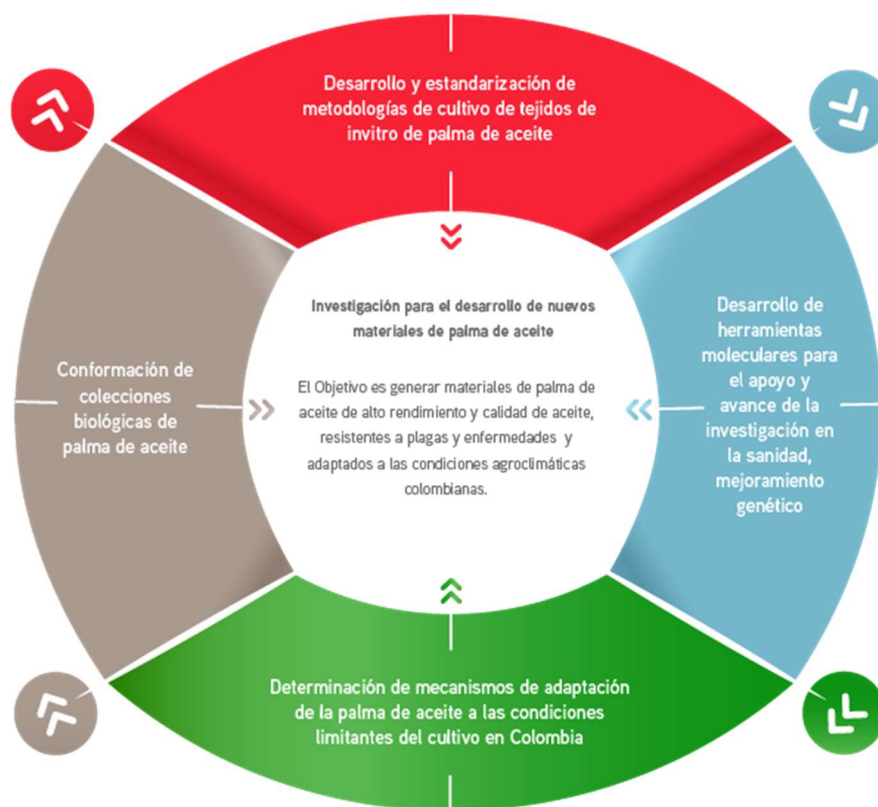 Desarrollo y estandarización de
metodologías de cultivo de tejidos de
invitro de palma de aceite
Conformación de
colecciones
biológicas de
palma de aceite
Investigación para el desarrollo de nuevos
materiales de palma de aceite
El Objetivo es generar materiales de palma de
aceite de alto rendimiento y calidad de aceite,
resistentes a plagas y enfermedades y
adaptados a las condiciones agroclimáticas
colombianas.
Desarrollo de
herramientas
moleculares para
el apoyo y
avance de la
investigación en
la sanidad,
mejoramiento
genético
Determinación de mecanismos de adaptación
de la palma de aceite a las condiciones
limitantes del cultivo en Colombia